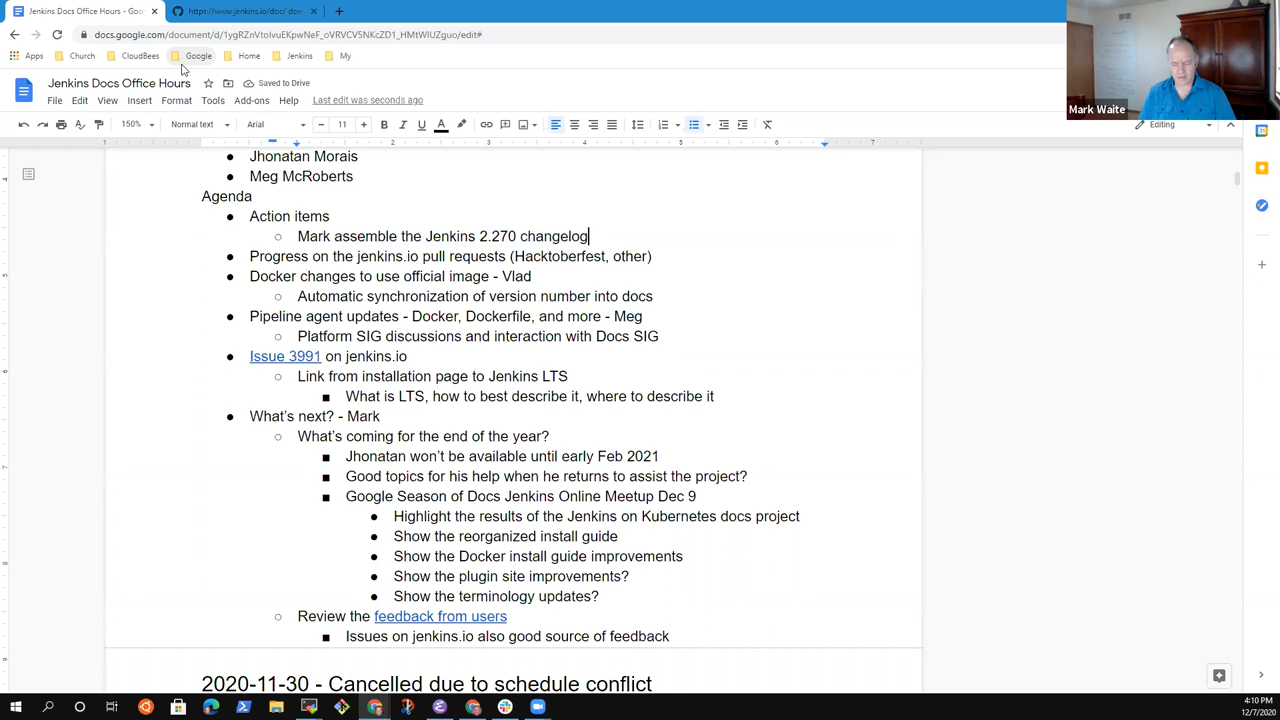 Jenkins Docs Office Hours - Goo
https://www.jenkins.io/doc/ doe
docs.google.com/document/d/1ygRZnVtoIvuEKpwNeF_oVRVCV5NKcZD1_HMtWIUZguo/edit#
Apps Church CloudBees Google Home Jenkins My
Jenkins Docs Office Hours Saved to Drive
File Edit View Insert Format Tools Add-ons Help Last edit was seconds ago
150% Normal text Arial 11 Editing
Mark Waite
1 1 2 3 4 5 6 7
• Jhonatan Morais
• Meg McRoberts
Agenda
• Action items
○ Mark assemble the Jenkins 2.270 changelog
• Progress on the jenkins.io pull requests (Hacktoberfest, other)
• Docker changes to use official image - Vlad
○ Automatic synchronization of version number into docs
• Pipeline agent updates - Docker, Dockerfile, and more - Meg
○ Platform SIG discussions and interaction with Docs SIG
• Issue 3991 on jenkins.io
○ Link from installation page to Jenkins LTS
■ What is LTS, how to best describe it, where to describe it
• What's next? - Mark
○ What's coming for the end of the year?
■ Jhonatan won't be available until early Feb 2021
■ Good topics for his help when he returns to assist the project?
■ Google Season of Docs Jenkins Online Meetup Dec 9
• Highlight the results of the Jenkins on Kubernetes docs project
• Show the reorganized install guide
• Show the Docker install guide improvements
• Show the plugin site improvements?
• Show the terminology updates?
○ Review the feedback from users
■ Issues on jenkins.io also good source of feedback
2020-11-30 - Cancelled due to schedule conflict
4:10 PM
12/7/2020